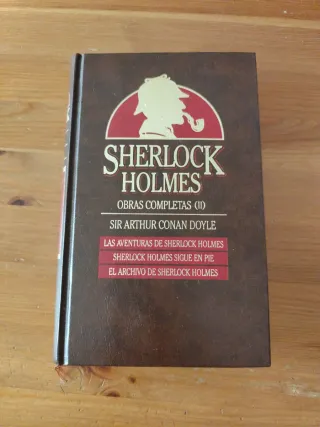 SHERLOCK
HOLMES
OBRAS COMPLETAS (II)
SIR ARTHUR CONAN DOYLE
LAS AVENTURAS DE SHERLOCK HOLMES
SHERLOCK HOLMES SIGUE EN PIE
EL ARCHIVO DE SHERLOCK HOLMES